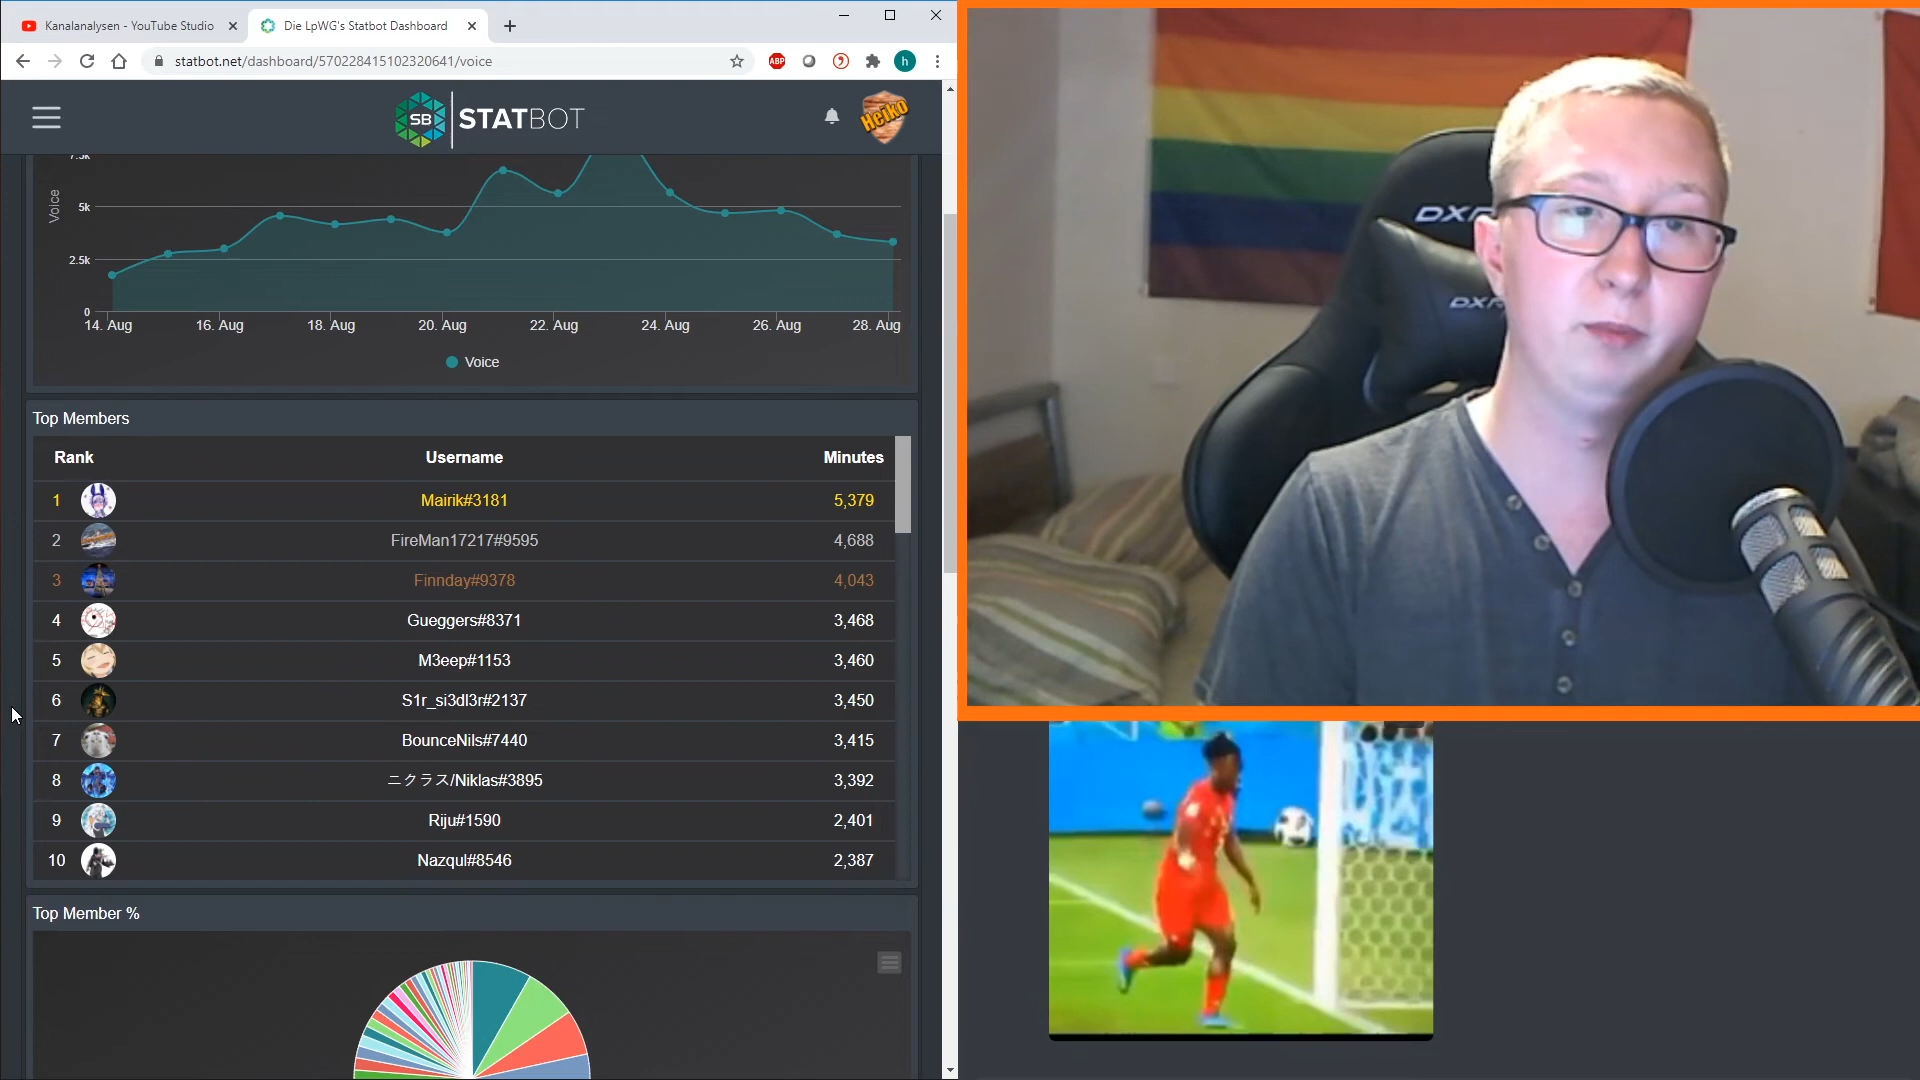 Kanalanalysen - YouTube Studio
Die LpWG's Statbot Dashboard
statbot.net/dashboard/570228415102320641/voice
ABP
h
SB STATBOT
Heiko
7.5k
Voice
5k
2.5k
0
14. Aug 16. Aug 18. Aug 20. Aug 22. Aug 24. Aug 26. Aug 28. Aug
Voice
Top Members
Rank Username Minutes
1 Mairik#3181 5,379
2 FireMan17217#9595 4,688
3 Finnday#9378 4,043
4 Gueggers#8371 3,468
5 M3eep#1153 3,460
6 S1r_si3dl3r#2137 3,450
7 BounceNils#7440 3,415
8 ニクラス/Niklas#3895 3,392
9 Riju#1590 2,401
10 Nazqul#8546 2,387
Top Member %